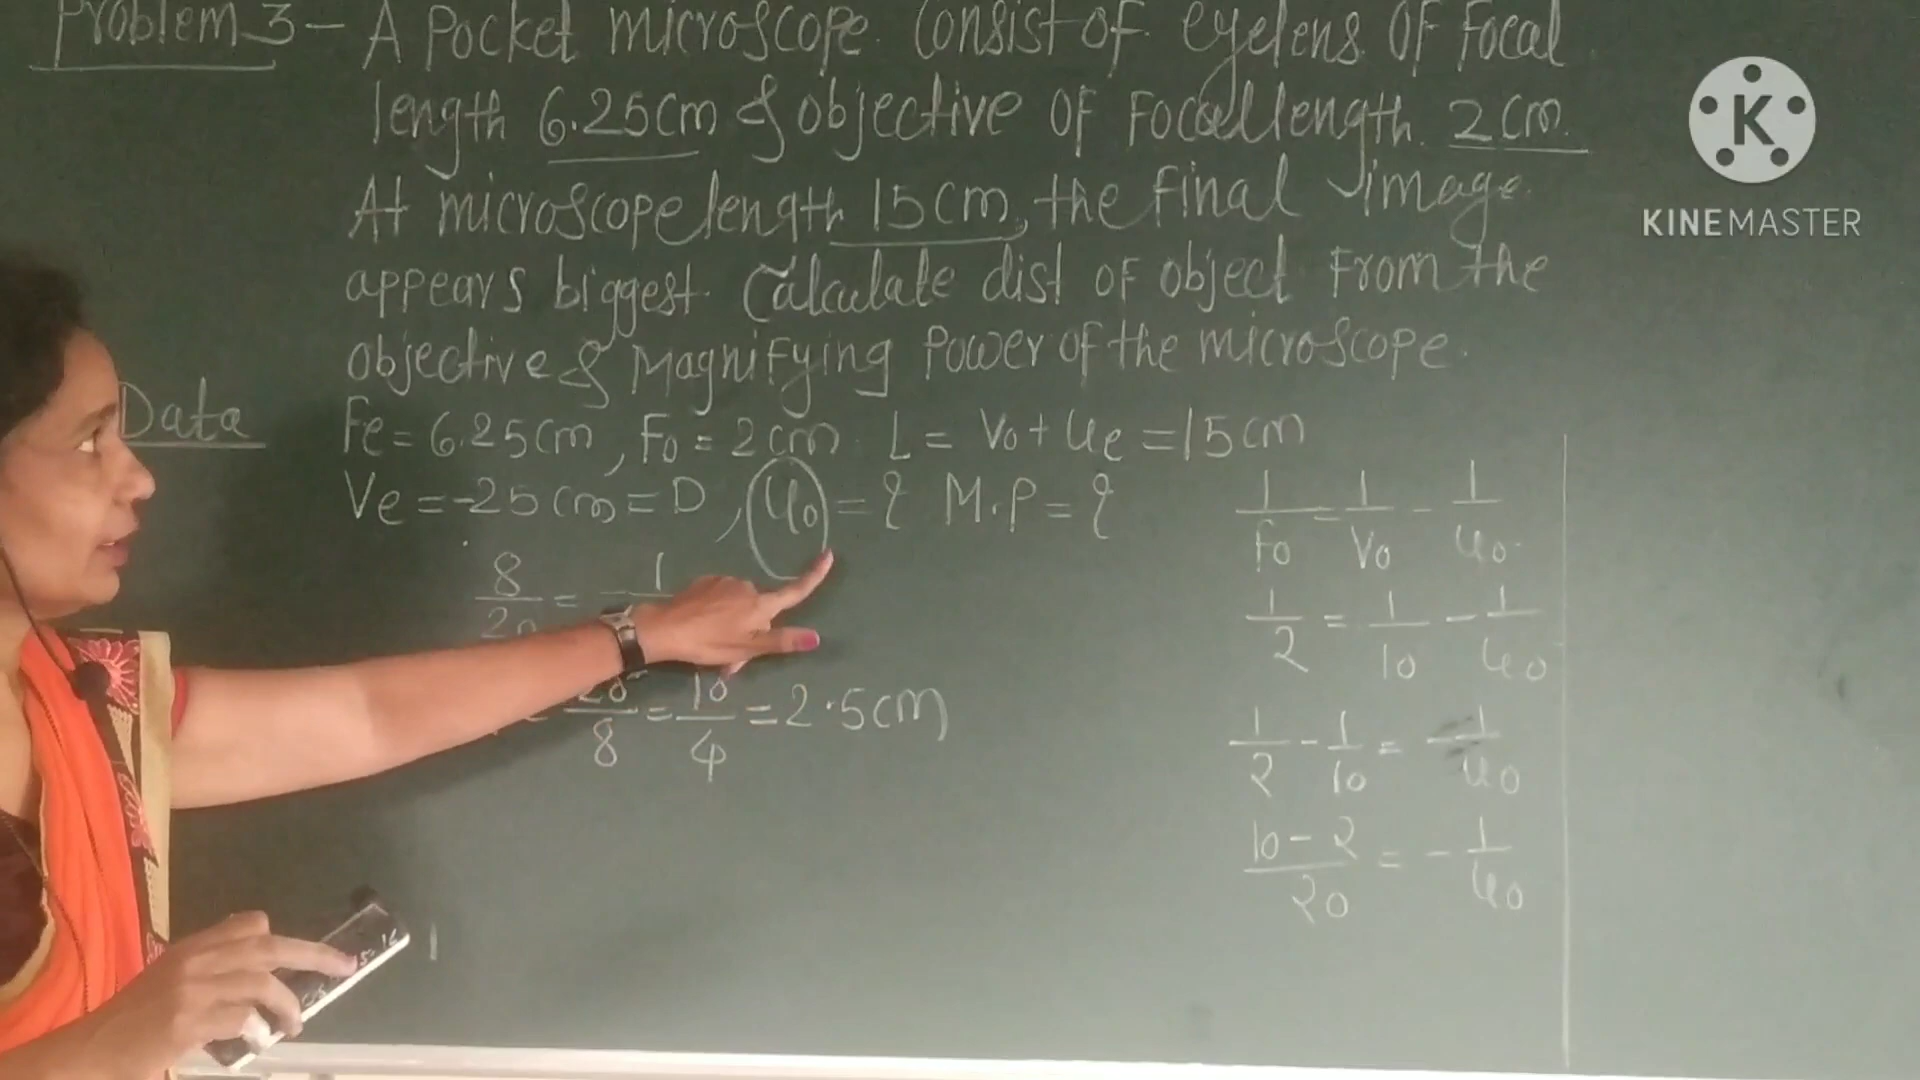 Problem 3 - A Pocket microscope. Consist of eyelens of Focal
length 6.25cm & objective of Focal length 2cm.
At microscope length 15cm, the final image
appears biggest. Calculate dist of object from the
objective & Magnifying Power of the microscope.
Data
Fe = 6.25cm, Fo = 2cm. L = Vo + Ue = 15cm
Ve = -25cm = D, Uo = ? M.P = ?
8/20 = 1
20/8 = 10/4 = 2.5cm
1/Fo = 1/Vo - 1/Uo
1/2 = 1/10 - 1/Uo
1/2 - 1/10 = - 1/Uo
10 - 2/20 = - 1/Uo
K
KINEMASTER